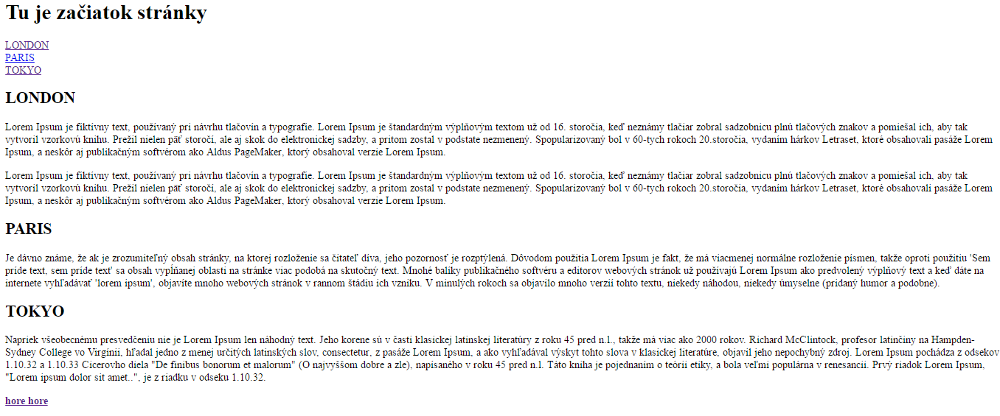 Tu je začiatok stránky
LONDON
PARIS
TOKYO
LONDON
Lorem Ipsum je fiktívny text, používaný pri návrhu tlačovín a typografie. Lorem Ipsum je štandardným výplňovým textom už od 16. storočia, keď neznámy tlačiar zobral sadzobnicu plnú tlačových znakov a pomiešal ich, aby tak
vytvoril vzorkovú knihu. Prežil nielen päť storočí, ale aj skok do elektronickej sadzby, a pritom zostal v podstate nezmenený. Spopularizovaný bol v 60-tych rokoch 20.storočia, vydaním hárkov Letraset, ktoré obsahovali pasáže Lorem
Ipsum, a neskôr aj publikačným softvérom ako Aldus PageMaker, ktorý obsahoval verzie Lorem Ipsum.
Lorem Ipsum je fiktívny text, používaný pri návrhu tlačovín a typografie. Lorem Ipsum je štandardným výplňovým textom už od 16. storočia, keď neznámy tlačiar zobral sadzobnicu plnú tlačových znakov a pomiešal ich, aby tak
vytvoril vzorkovú knihu. Prežil nielen päť storočí, ale aj skok do elektronickej sadzby, a pritom zostal v podstate nezmenený. Spopularizovaný bol v 60-tych rokoch 20.storočia, vydaním hárkov Letraset, ktoré obsahovali pasáže Lorem
Ipsum, a neskôr aj publikačným softvérom ako Aldus PageMaker, ktorý obsahoval verzie Lorem Ipsum.
PARIS
Je dávno známe, že ak je zrozumiteľný obsah stránky, na ktorej rozloženie sa čitateľ díva, jeho pozornosť je rozptýlená. Dôvodom použitia Lorem Ipsum je fakt, že má viacmenej normálne rozloženie písmen, takže oproti použitiu 'Sem
príde text, sem príde text' sa obsah vypĺňanej oblasti na stránke viac podobá na skutočný text. Mnohé balíky publikačného softvéru a editorov webových stránok už používajú Lorem Ipsum ako predvolený výplňový text a keď dáte na
internete vyhľadávať 'lorem ipsum', objavíte mnoho webových stránok v rannom štádiu ich vzniku. V minulých rokoch sa objavilo mnoho verzií tohto textu, niekedy náhodou, niekedy úmyselne (pridaný humor a podobne).
TOKYO
Napriek všeobecnému presvedčeniu nie je Lorem Ipsum len náhodný text. Jeho korene sú v časti klasickej latinskej literatúry z roku 45 pred n.l., takže má viac ako 2000 rokov. Richard McClintock, profesor latinčiny na Hampden-
Sydney College vo Virgínii, hľadal jedno z menej určitých latinských slov, consectetur, z pasáže Lorem Ipsum, a ako vyhľadával výskyt tohto slova v klasickej literatúre, objavil jeho nepochybný zdroj. Lorem Ipsum pochádza z odsekov
1.10.32 a 1.10.33 Cicerovho diela "De finibus bonorum et malorum" (O najvyššom dobre a zle), napísaného v roku 45 pred n.l. Táto kniha je pojednaním o teórii etiky, a bola veľmi populárna v renesancii. Prvý riadok Lorem Ipsum,
"Lorem ipsum dolor sit amet..", je z riadku v odseku 1.10.32.
hore hore